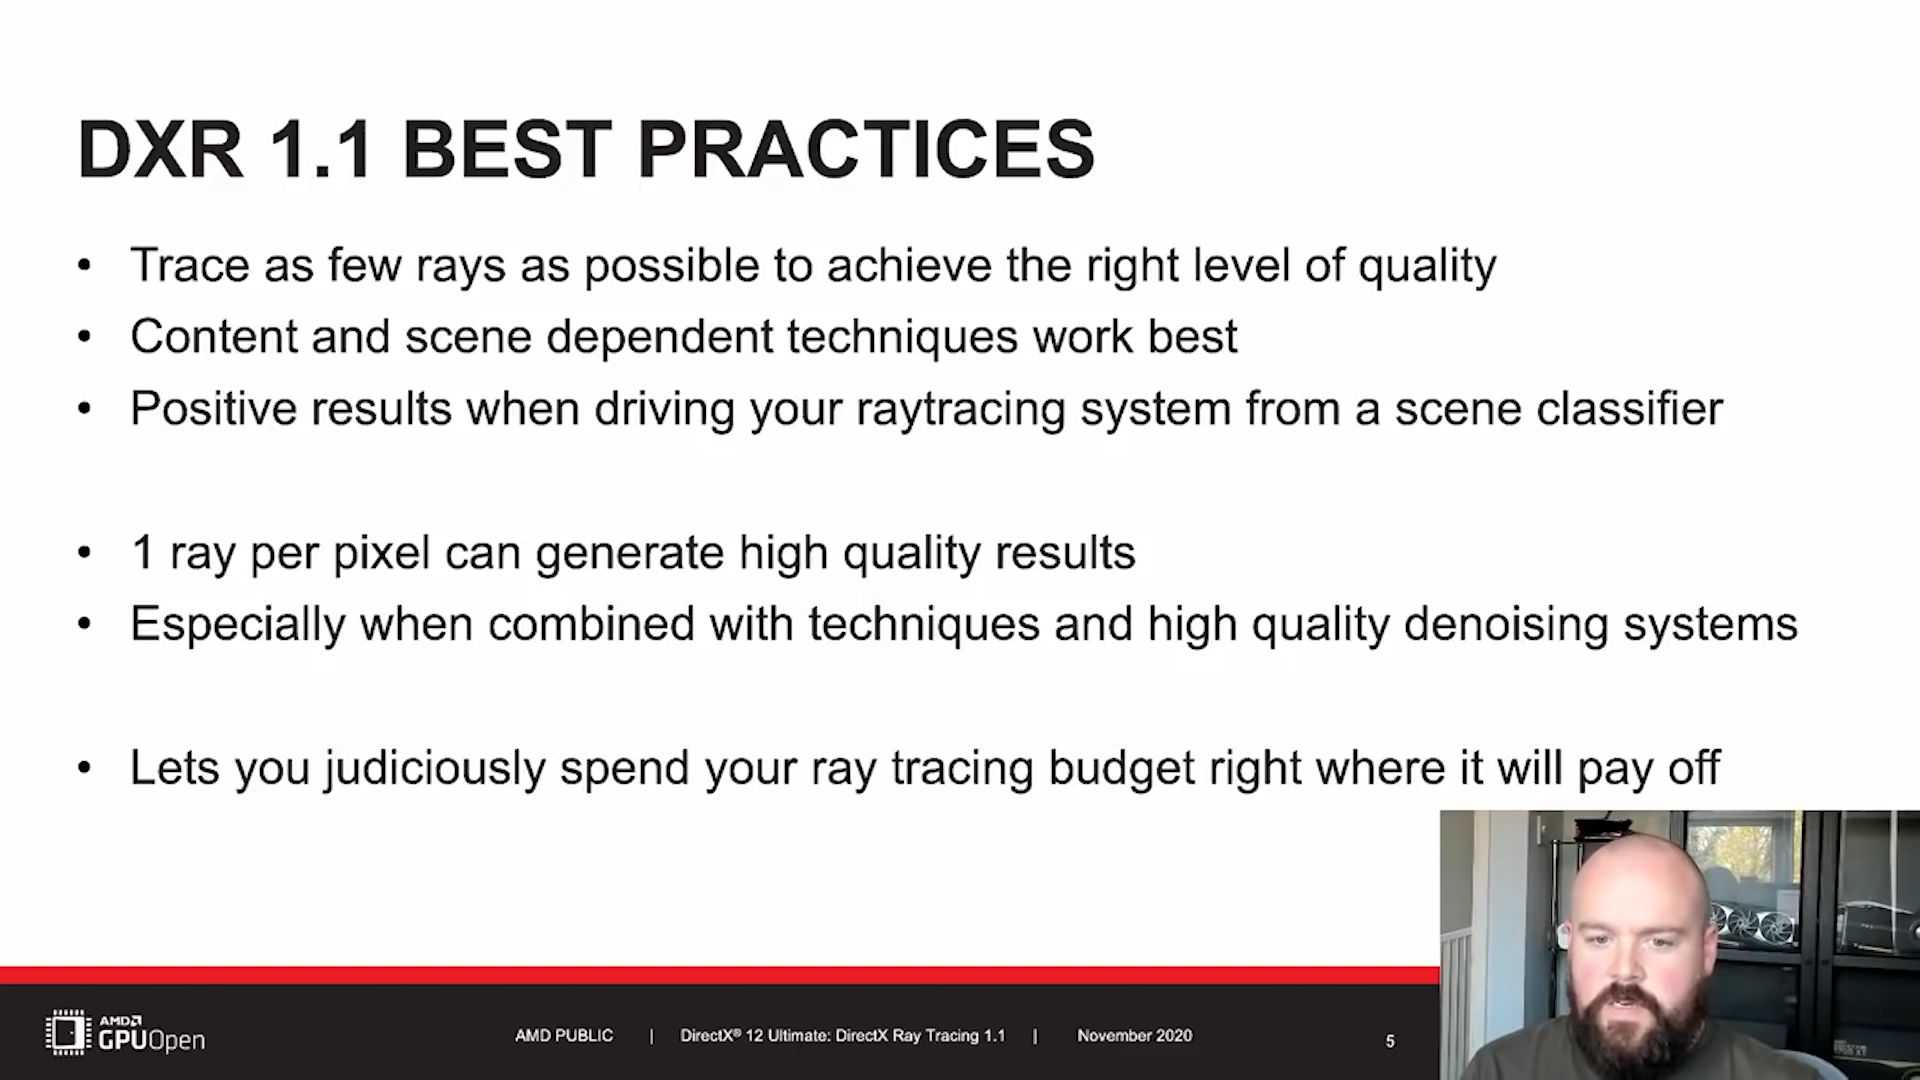 DXR 1.1 BEST PRACTICES
• Trace as few rays as possible to achieve the right level of quality
• Content and scene dependent techniques work best
• Positive results when driving your raytracing system from a scene classifier
• 1 ray per pixel can generate high quality results
• Especially when combined with techniques and high quality denoising systems
• Lets you judiciously spend your ray tracing budget right where it will pay off
AMD
GPUOpen
AMD PUBLIC | DirectX® 12 Ultimate: DirectX Ray Tracing 1.1 | November 2020
5